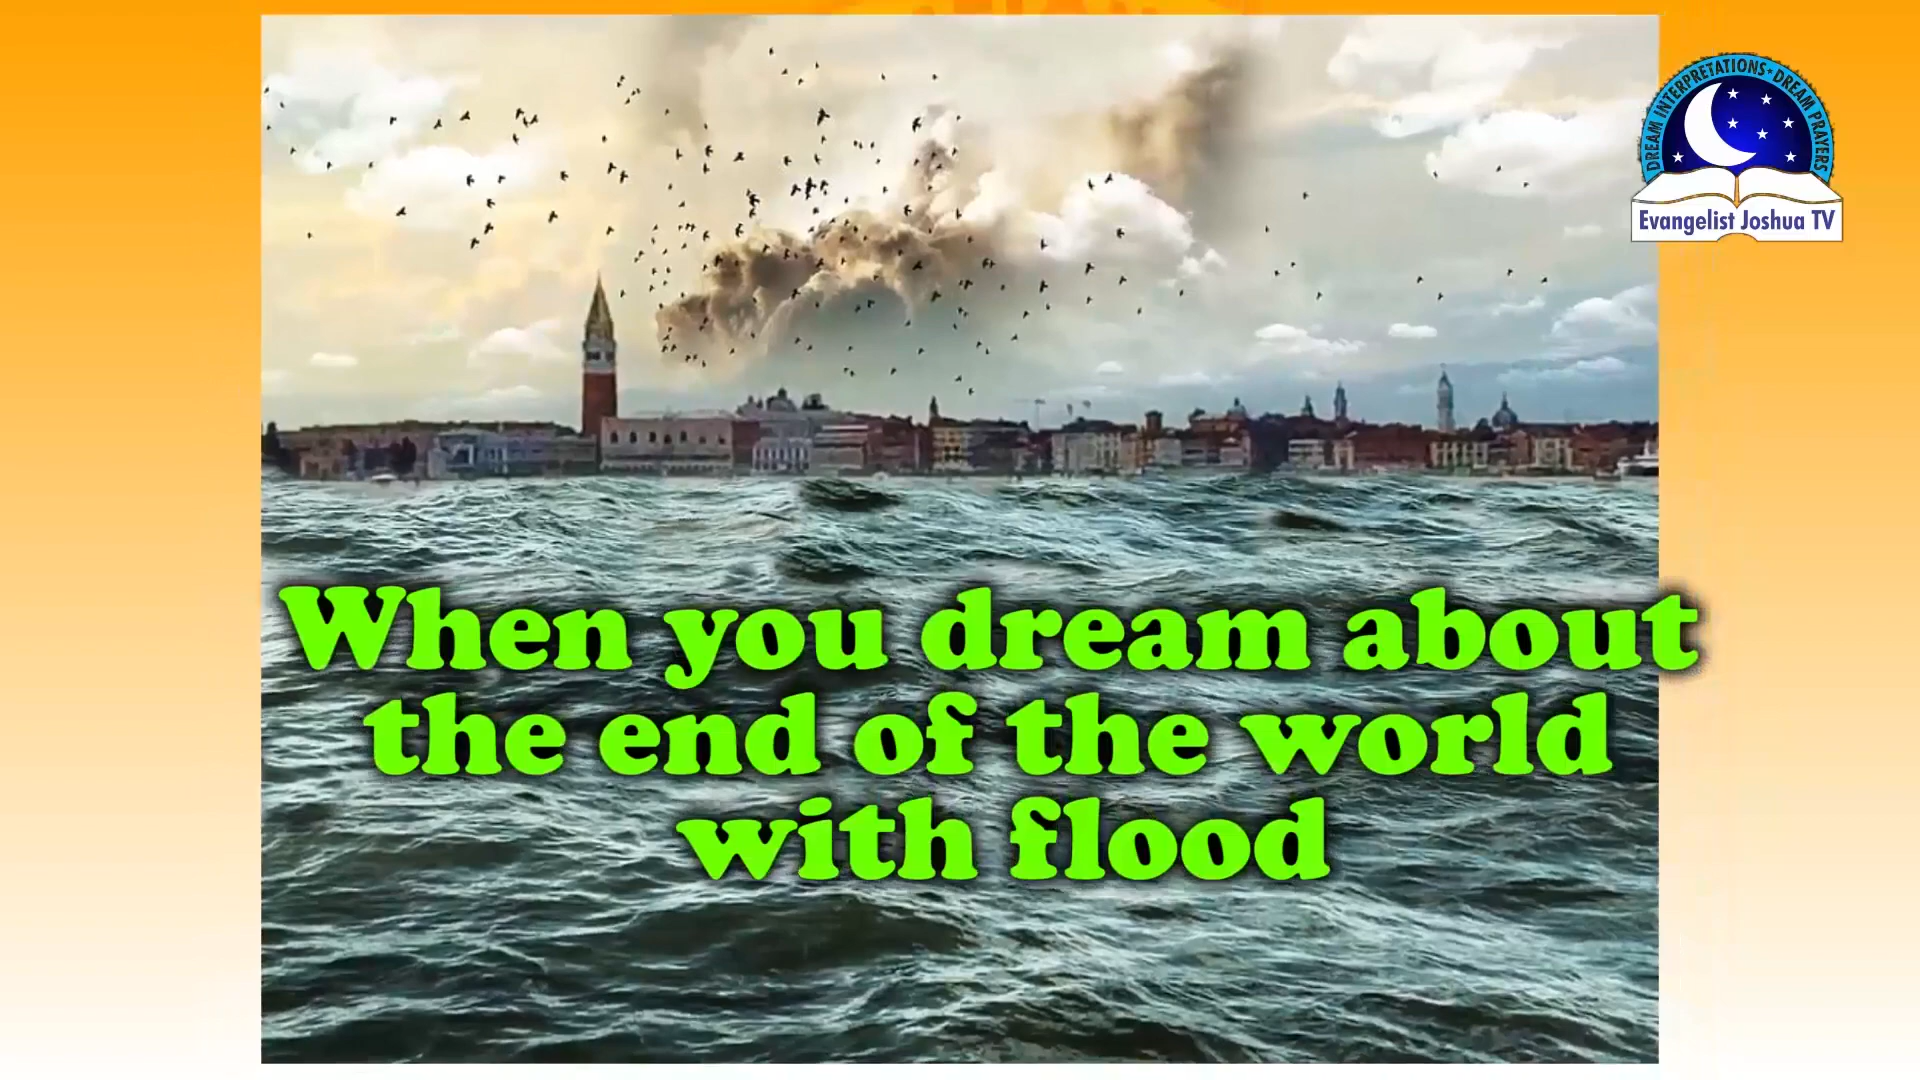 DREAM INTERPRETATIONS • DREAM PRAYERS
Evangelist Joshua TV
When you dream about
the end of the world
with flood